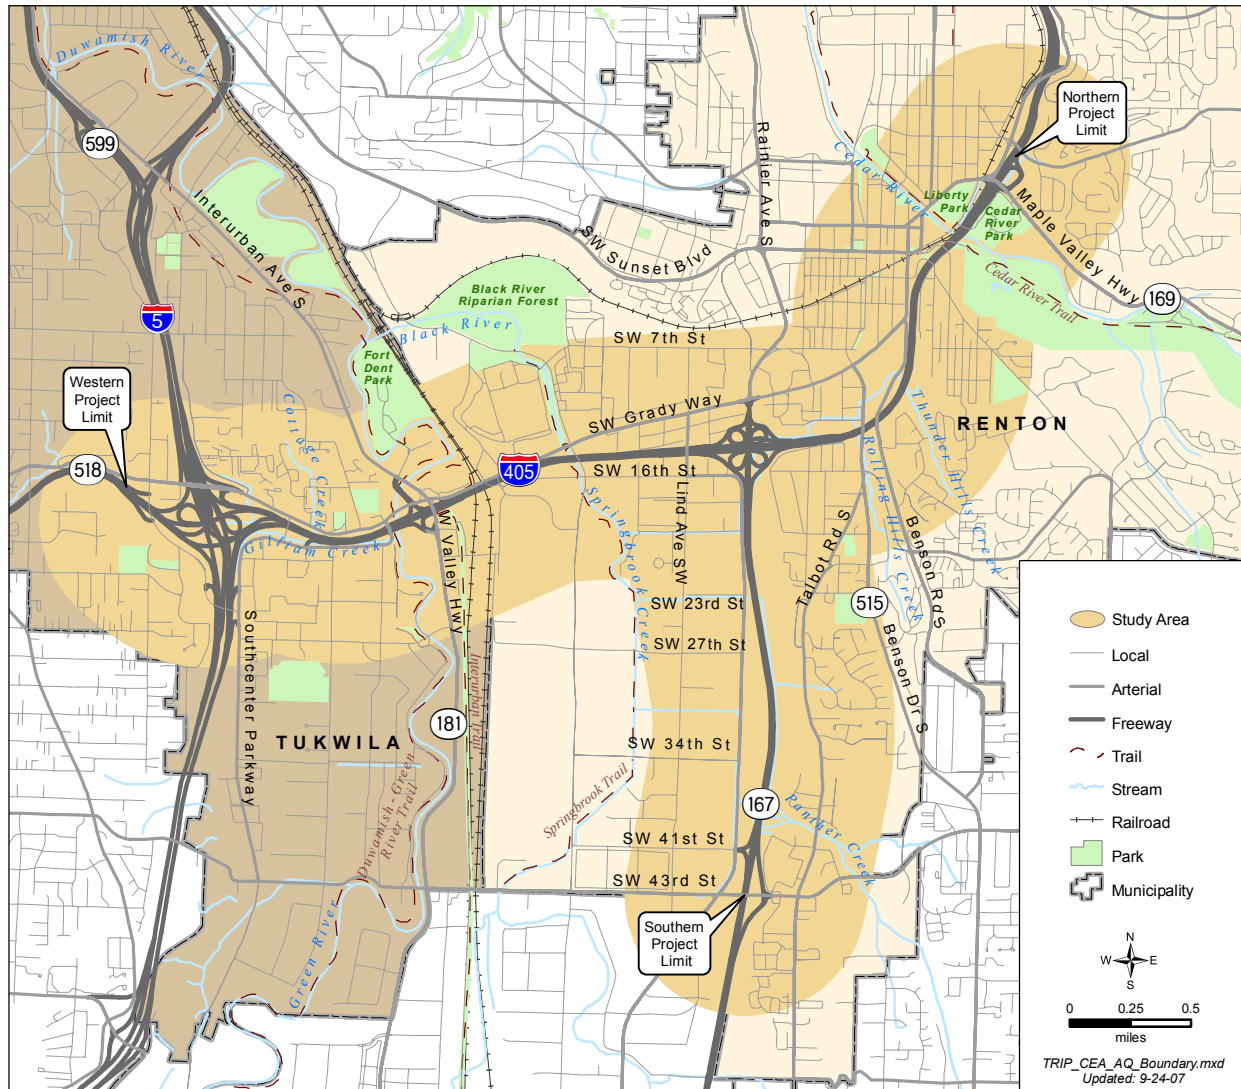 Duwamish River
599
Interurban Ave S
5
Western
Project
Limit
518
Cottage Creek
Gilliam Creek
Fort
Dent
Park
Black River
Riparian Forest
Black River
SW Sunset Blvd
Rainier Ave S
Cedar River
Northern
Project
Limit
Liberty
Park
Cedar
River
Park
Maple Valley Hwy
169
Cedar River Trail
SW 7th St
SW Grady Way
405
SW 16th St
Lind Ave SW
Springbrook Creek
RENTON
Thunder Hills Creek
Rolling Hills Creek
Benson Rd S
Talbot Rd S
515
Benson Dr S
SW 23rd St
SW 27th St
W Valley Hwy
Interurban Trail
181
Southcenter Parkway
TUKWILA
Duwamish-Green
River Trail
Green River
SW 34th St
Springbrook Trail
167
Panther Creek
SW 41st St
SW 43rd St
Southern
Project
Limit
Study Area
Local
Arterial
Freeway
Trail
Stream
Railroad
Park
Municipality
N
W E
S
0 0.25 0.5
miles
TRIP_CEA_AQ_Boundary.mxd
Updated: 9-24-07